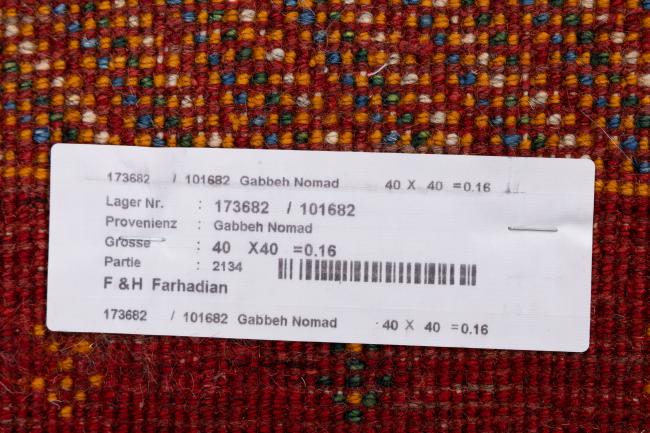 173682 / 101682 Gabbeh Nomad 40 X 40 =0.16
Lager Nr. : 173682 / 101682
Provenienz : Gabbeh Nomad
Grosse : 40 X40 =0.16
Partie : 2134
F &H Farhadian
173682 / 101682 Gabbeh Nomad 40 X 40 =0.16